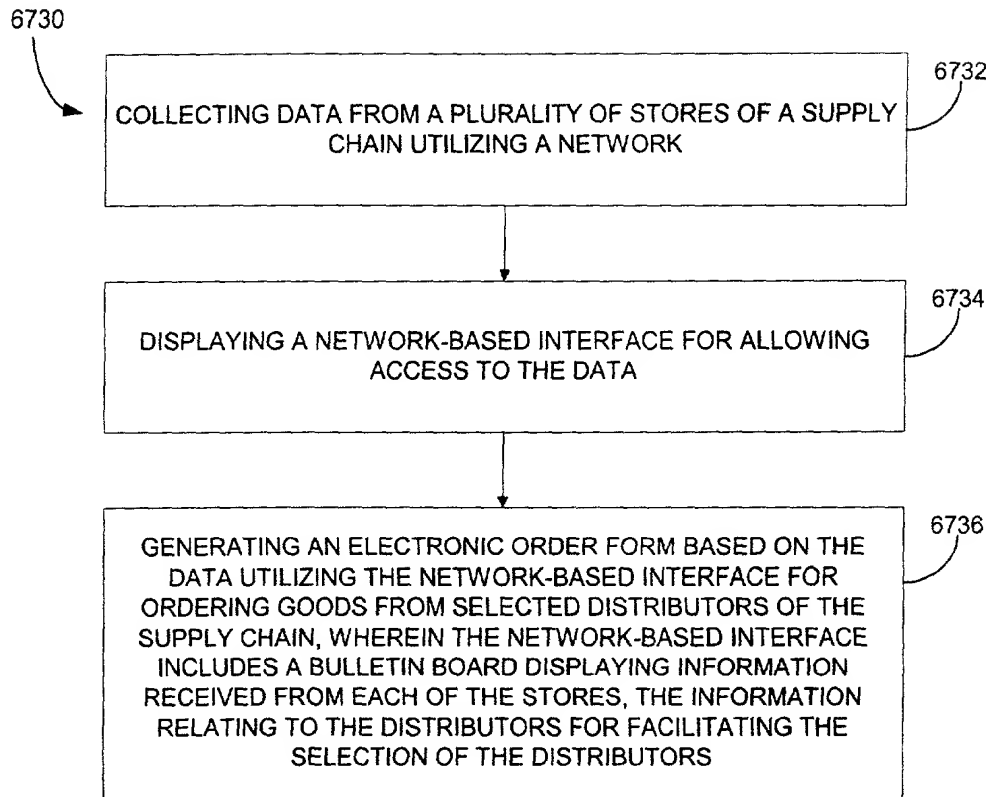 6730
6732
COLLECTING DATA FROM A PLURALITY OF STORES OF A SUPPLY
CHAIN UTILIZING A NETWORK
6734
DISPLAYING A NETWORK-BASED INTERFACE FOR ALLOWING
ACCESS TO THE DATA
6736
GENERATING AN ELECTRONIC ORDER FORM BASED ON THE
DATA UTILIZING THE NETWORK-BASED INTERFACE FOR
ORDERING GOODS FROM SELECTED DISTRIBUTORS OF THE
SUPPLY CHAIN, WHEREIN THE NETWORK-BASED INTERFACE
INCLUDES A BULLETIN BOARD DISPLAYING INFORMATION
RECEIVED FROM EACH OF THE STORES, THE INFORMATION
RELATING TO THE DISTRIBUTORS FOR FACILITATING THE
SELECTION OF THE DISTRIBUTORS